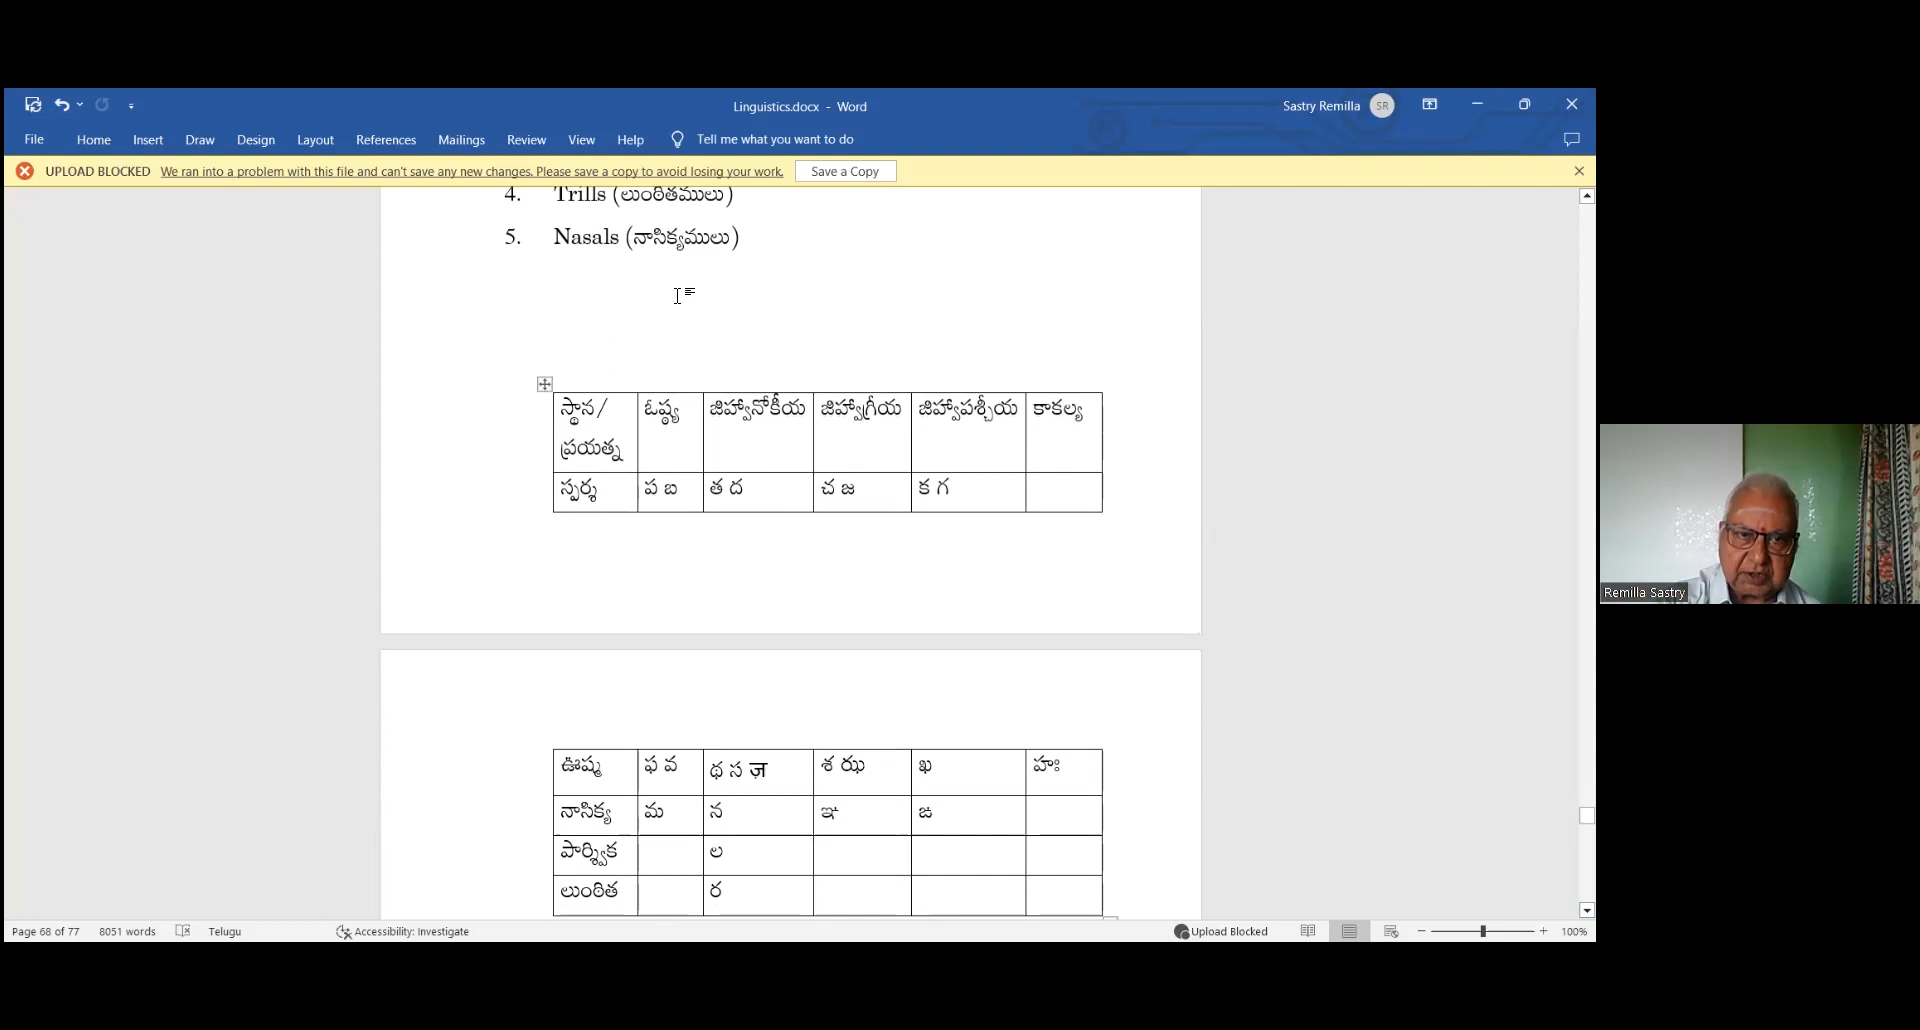 Linguistics.docx - Word
Sastry Remilla SR
File Home Insert Draw Design Layout References Mailings Review View Help Tell me what you want to do
UPLOAD BLOCKED We ran into a problem with this file and can't save any new changes. Please save a copy to avoid losing your work. Save a Copy
4. Trills (లుంఠితములు)
5. Nasals (నాసిక్యములు)
స్థాన/ ఓష్ఠ్య జిహ్వానోకీయ జిహ్వాగ్రీయ జిహ్వాపశ్చీయ కాకల్య
ప్రయత్న
స్పర్శ ప బ త ద చ జ క గ
ఊష్మ ఫ వ థ స ज़ శ ఝ ఖ హః
నాసిక్య మ న ఞ ఙ
పార్శ్విక ల
లుంఠిత ర
Remilla Sastry
Page 68 of 77 8051 words Telugu Accessibility: Investigate Upload Blocked 100%